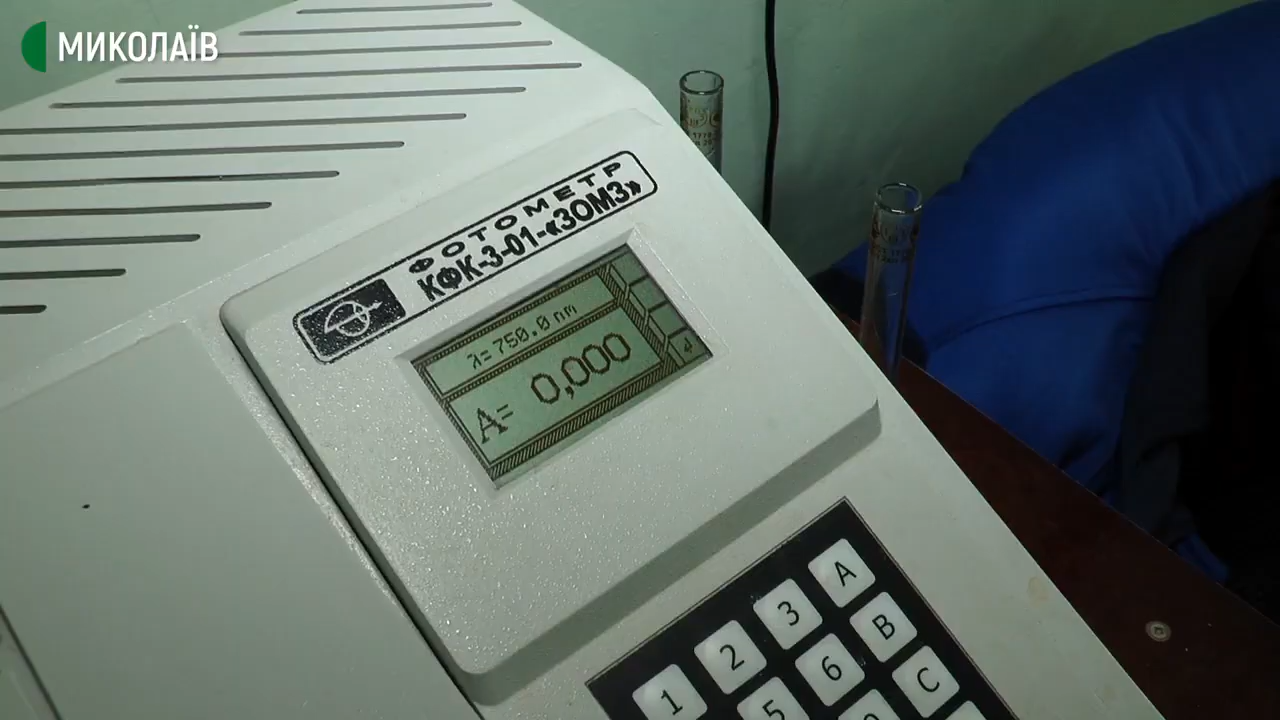 МИКОЛАЇВ
ФОТОМЕТР
КФК-3-01-«ЗОМЗ»
λ=750.0 nm
A= 0,000
1 2 3 A
5 6 B
C